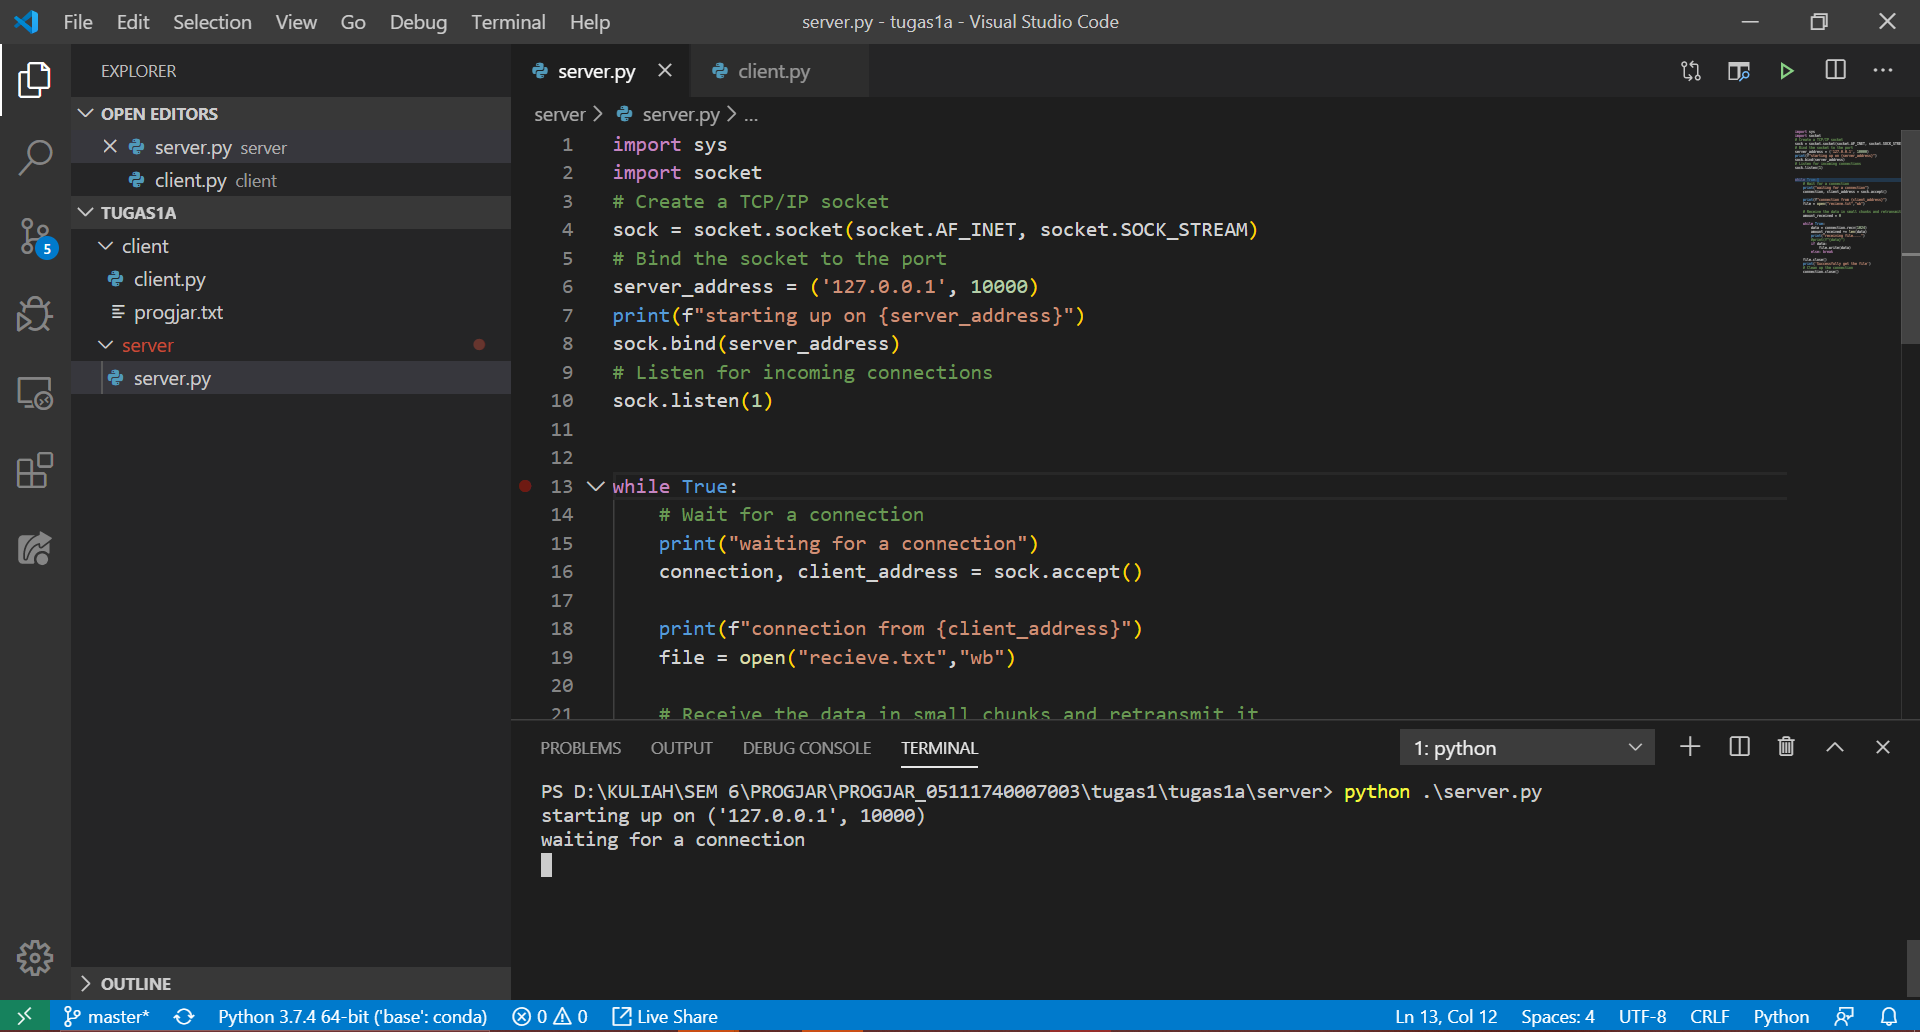 File Edit Selection View Go Debug Terminal Help
server.py - tugas1a - Visual Studio Code
EXPLORER
OPEN EDITORS
server.py server
client.py client
TUGAS1A
client
client.py
progjar.txt
server
server.py
OUTLINE
5
server.py
client.py
server > server.py > ...
1 import sys
2 import socket
3 # Create a TCP/IP socket
4 sock = socket.socket(socket.AF_INET, socket.SOCK_STREAM)
5 # Bind the socket to the port
6 server_address = ('127.0.0.1', 10000)
7 print(f"starting up on {server_address}")
8 sock.bind(server_address)
9 # Listen for incoming connections
10 sock.listen(1)
11
12
13 while True:
14 # Wait for a connection
15 print("waiting for a connection")
16 connection, client_address = sock.accept()
17
18 print(f"connection from {client_address}")
19 file = open("recieve.txt","wb")
20
21 # Receive the data in small chunks and retransmit it
PROBLEMS OUTPUT DEBUG CONSOLE TERMINAL
1: python
PS D:\KULIAH\SEM 6\PROGJAR\PROGJAR_05111740007003\tugas1\tugas1a\server> python .\server.py
starting up on ('127.0.0.1', 10000)
waiting for a connection
master* Python 3.7.4 64-bit ('base': conda) 0 0 Live Share Ln 13, Col 12 Spaces: 4 UTF-8 CRLF Python